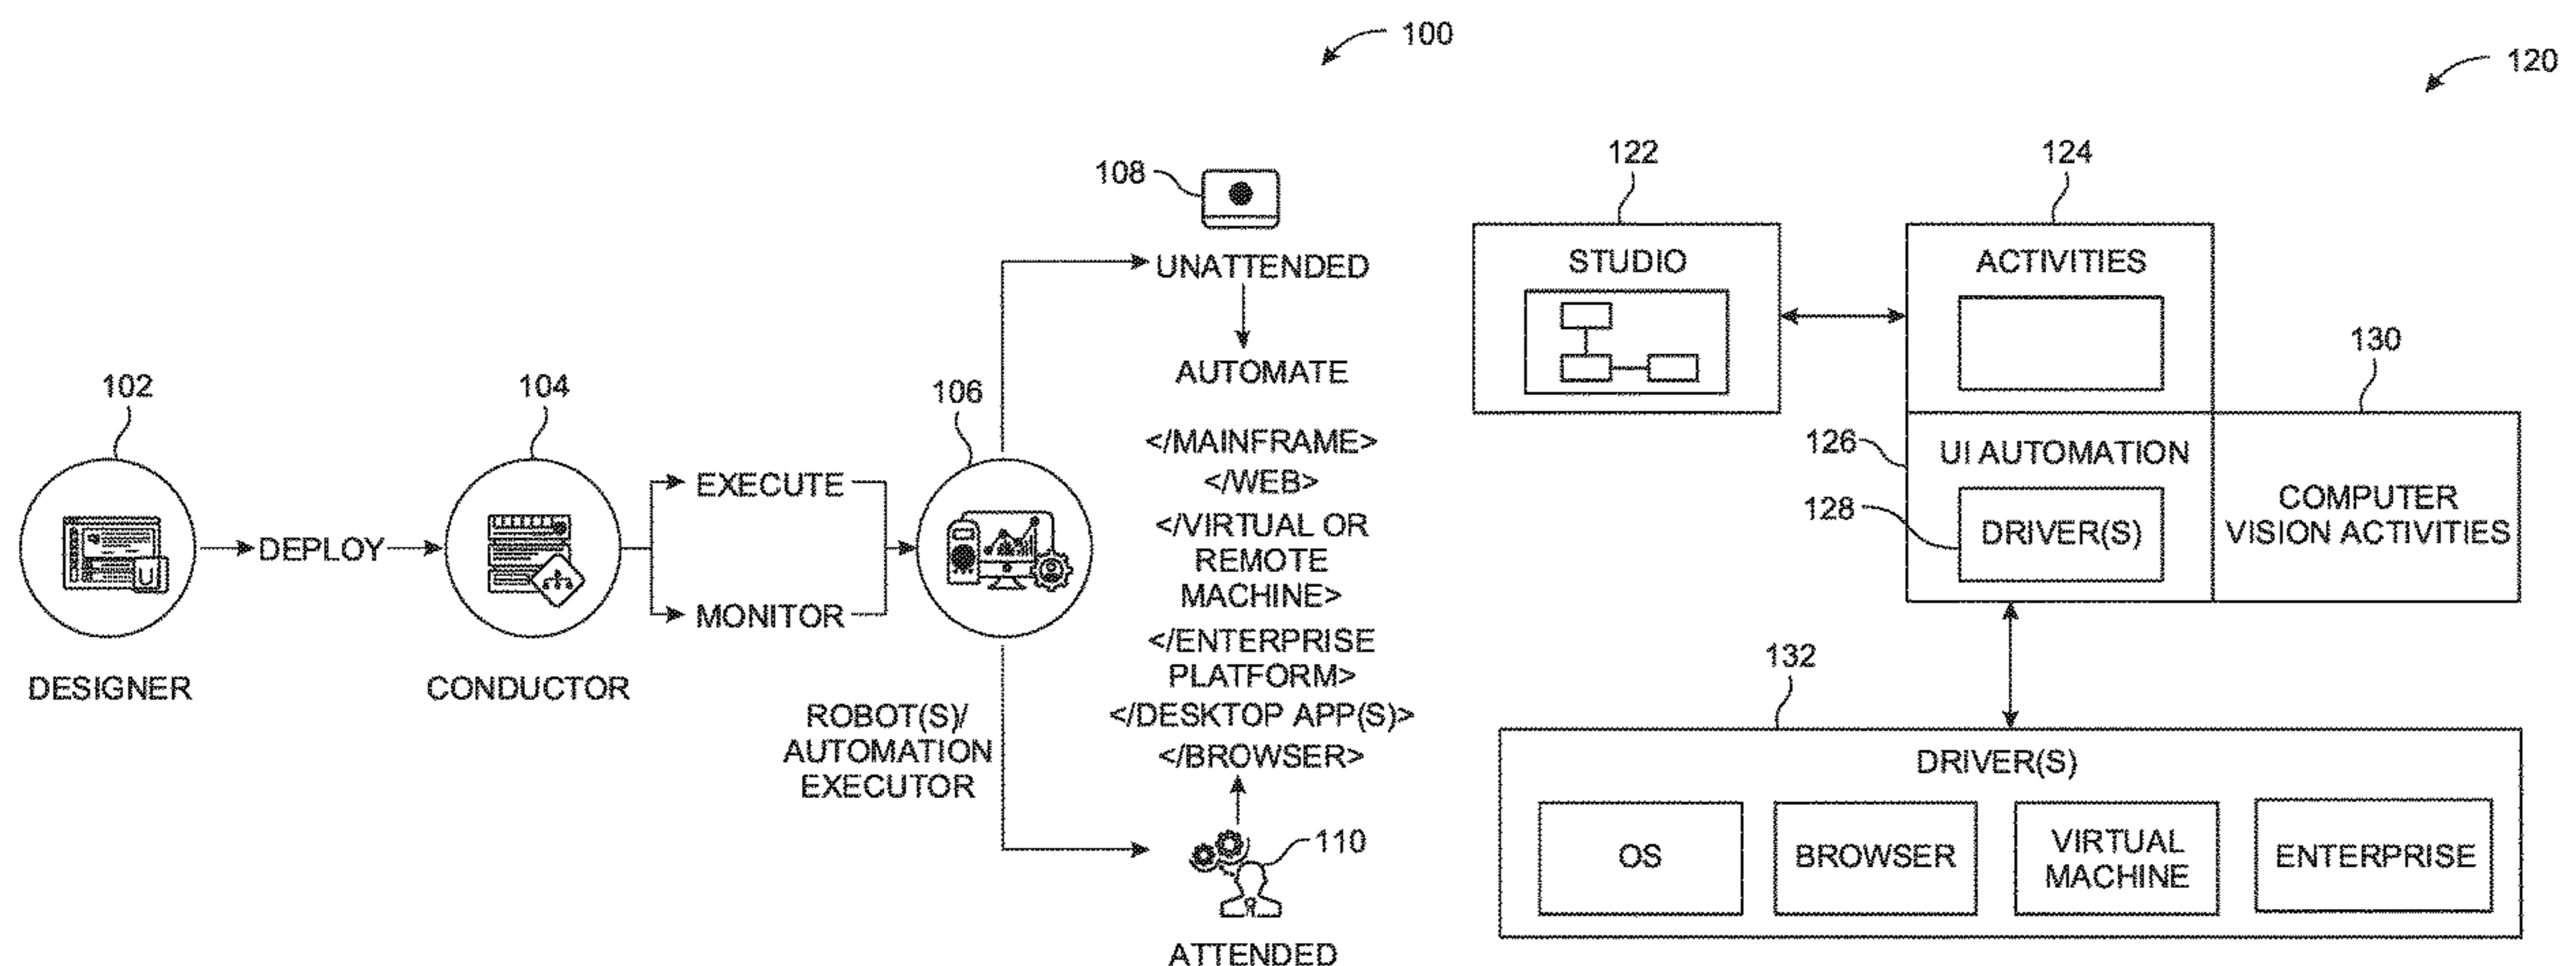 100
108
UNATTENDED
AUTOMATE
102
104
106
</MAINFRAME>
</WEB>
EXECUTE
</VIRTUAL OR
REMOTE
MACHINE>
U
DEPLOY
MONITOR
</ENTERPRISE
PLATFORM>
DESIGNER
CONDUCTOR
ROBOT(S)/
AUTOMATION
EXECUTOR
</DESKTOP APP(S)>
</BROWSER>
110
ATTENDED
120
122
124
STUDIO
ACTIVITIES
130
126
UI AUTOMATION
128
DRIVER(S)
COMPUTER
VISION ACTIVITIES
132
DRIVER(S)
OS
BROWSER
VIRTUAL
MACHINE
ENTERPRISE